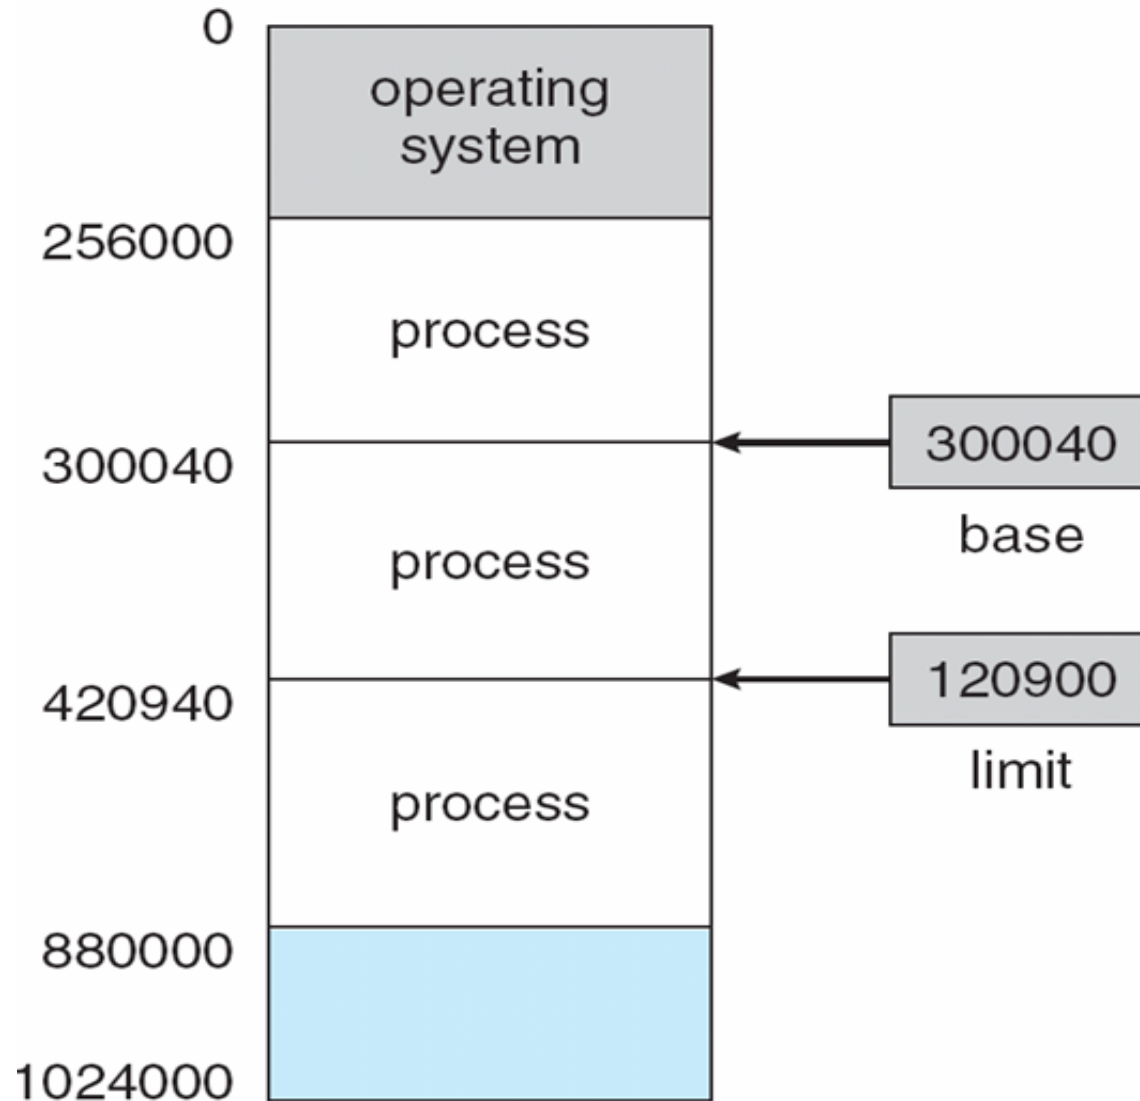 0
operating
system
256000
process
300040
300040
base
process
120900
420940
limit
process
880000
1024000